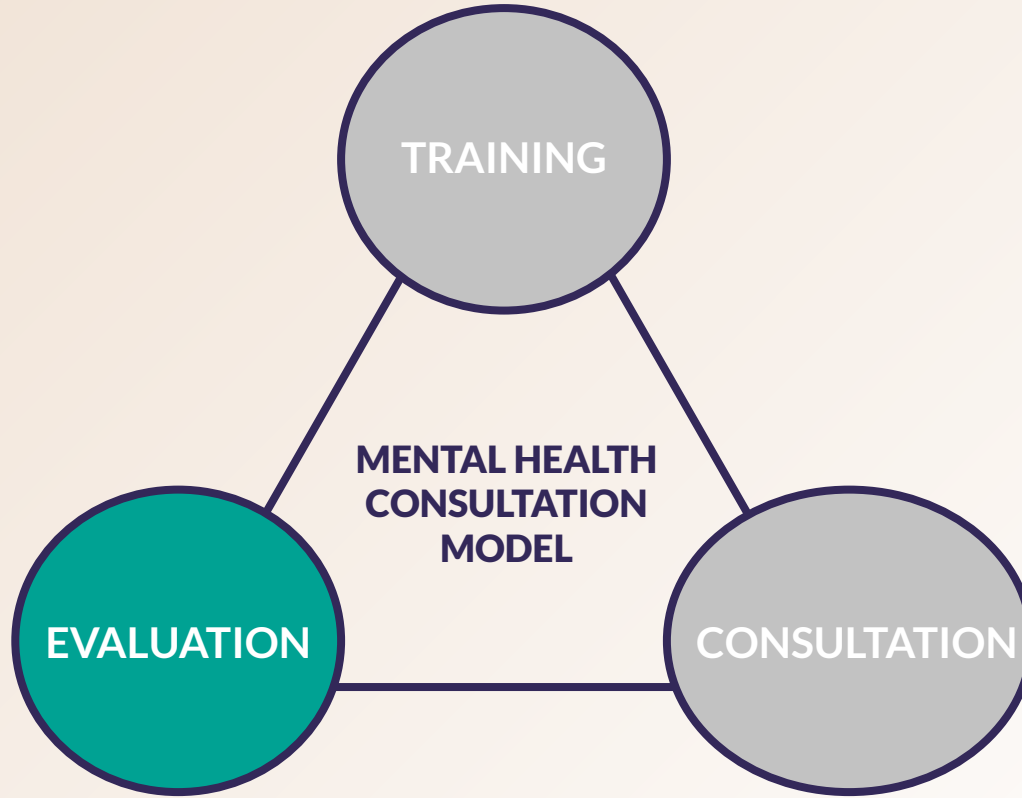 TRAINING
MENTAL HEALTH
CONSULTATION
MODEL
EVALUATION
CONSULTATION